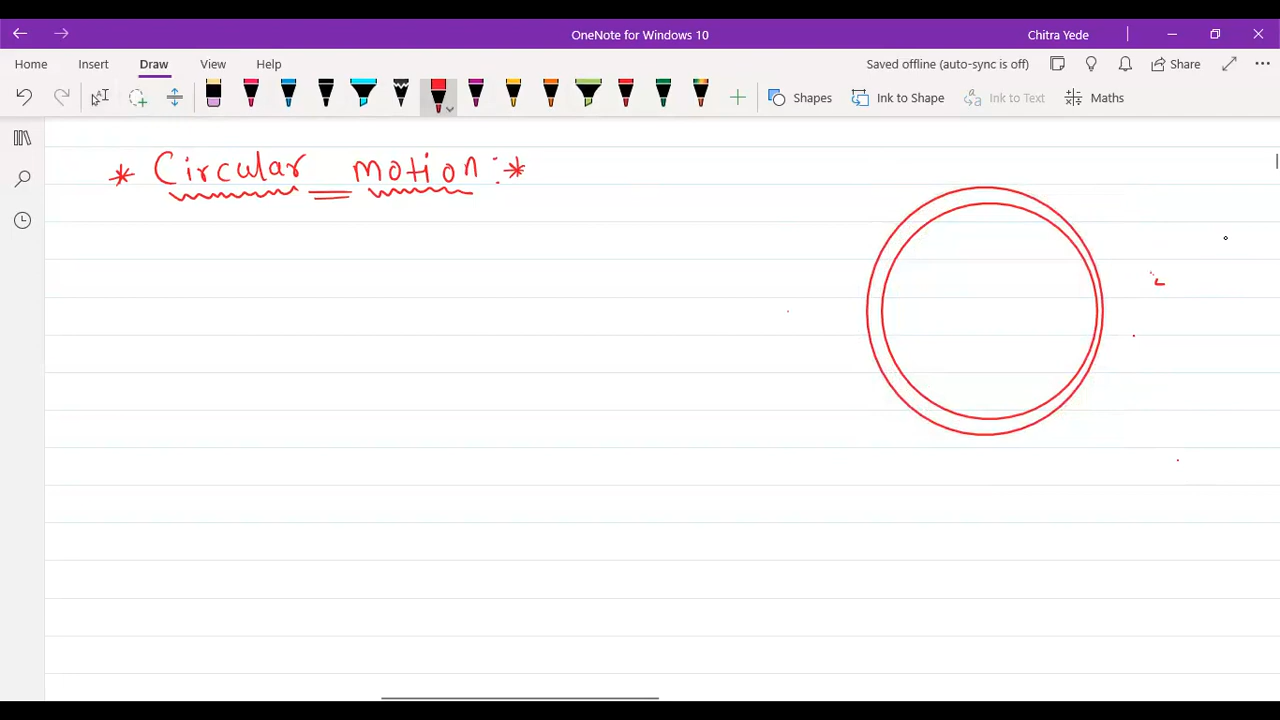 OneNote for Windows 10
Chitra Yede
Home
Insert
Draw
View
Help
Saved offline (auto-sync is off)
Share
Shapes
Ink to Shape
Ink to Text
Maths
* Circular motion : *